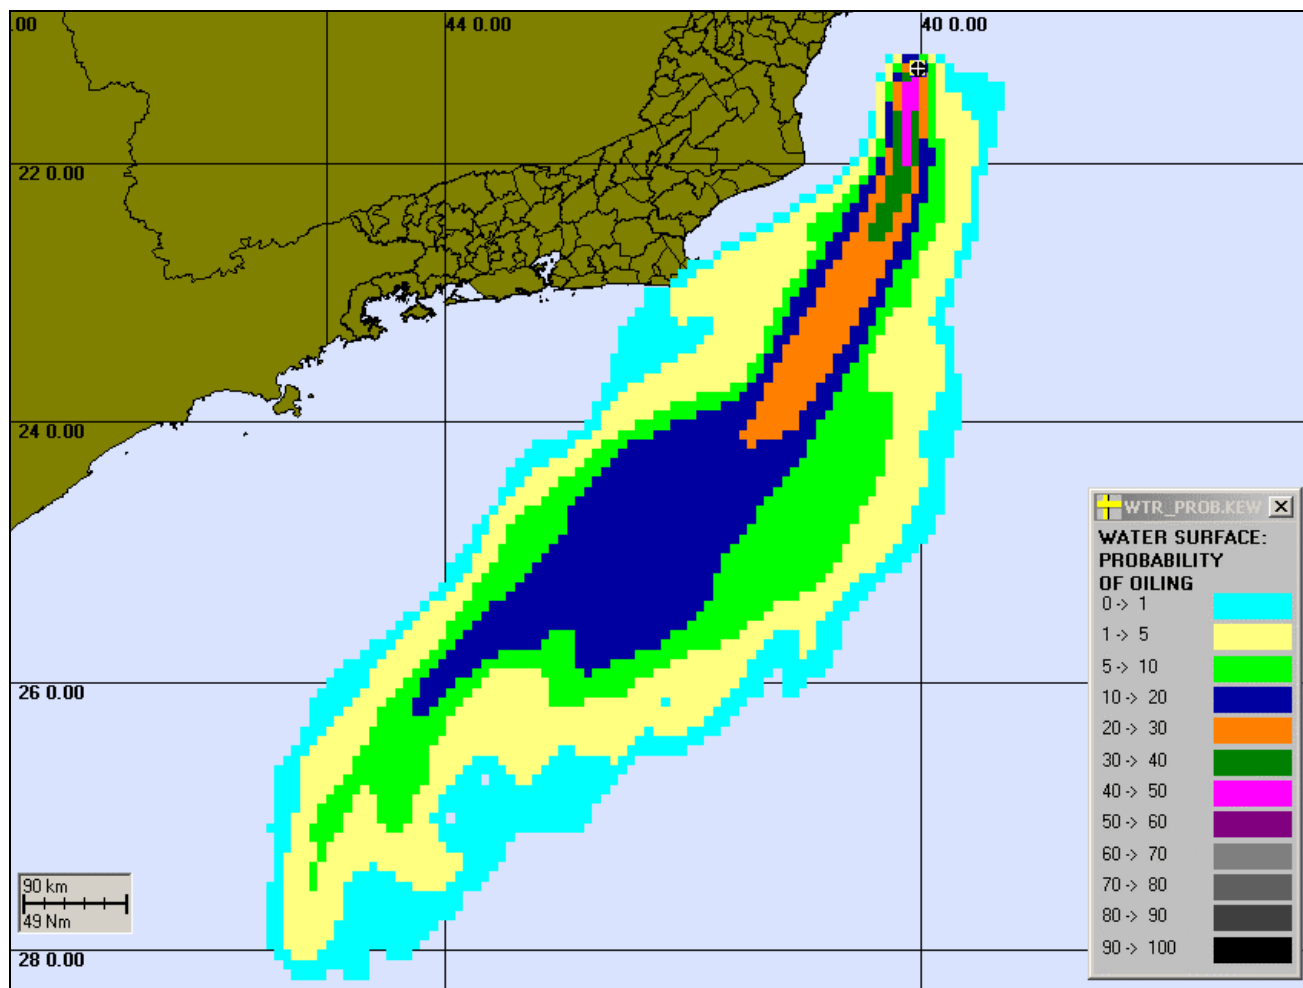 .00
44 0.00
40 0.00
22 0.00
24 0.00
26 0.00
28 0.00
90 km
49 Nm
WTR_PROB.KEW
WATER SURFACE:
PROBABILITY
OF OILING
0 -> 1
1 -> 5
5 -> 10
10 -> 20
20 -> 30
30 -> 40
40 -> 50
50 -> 60
60 -> 70
70 -> 80
80 -> 90
90 -> 100